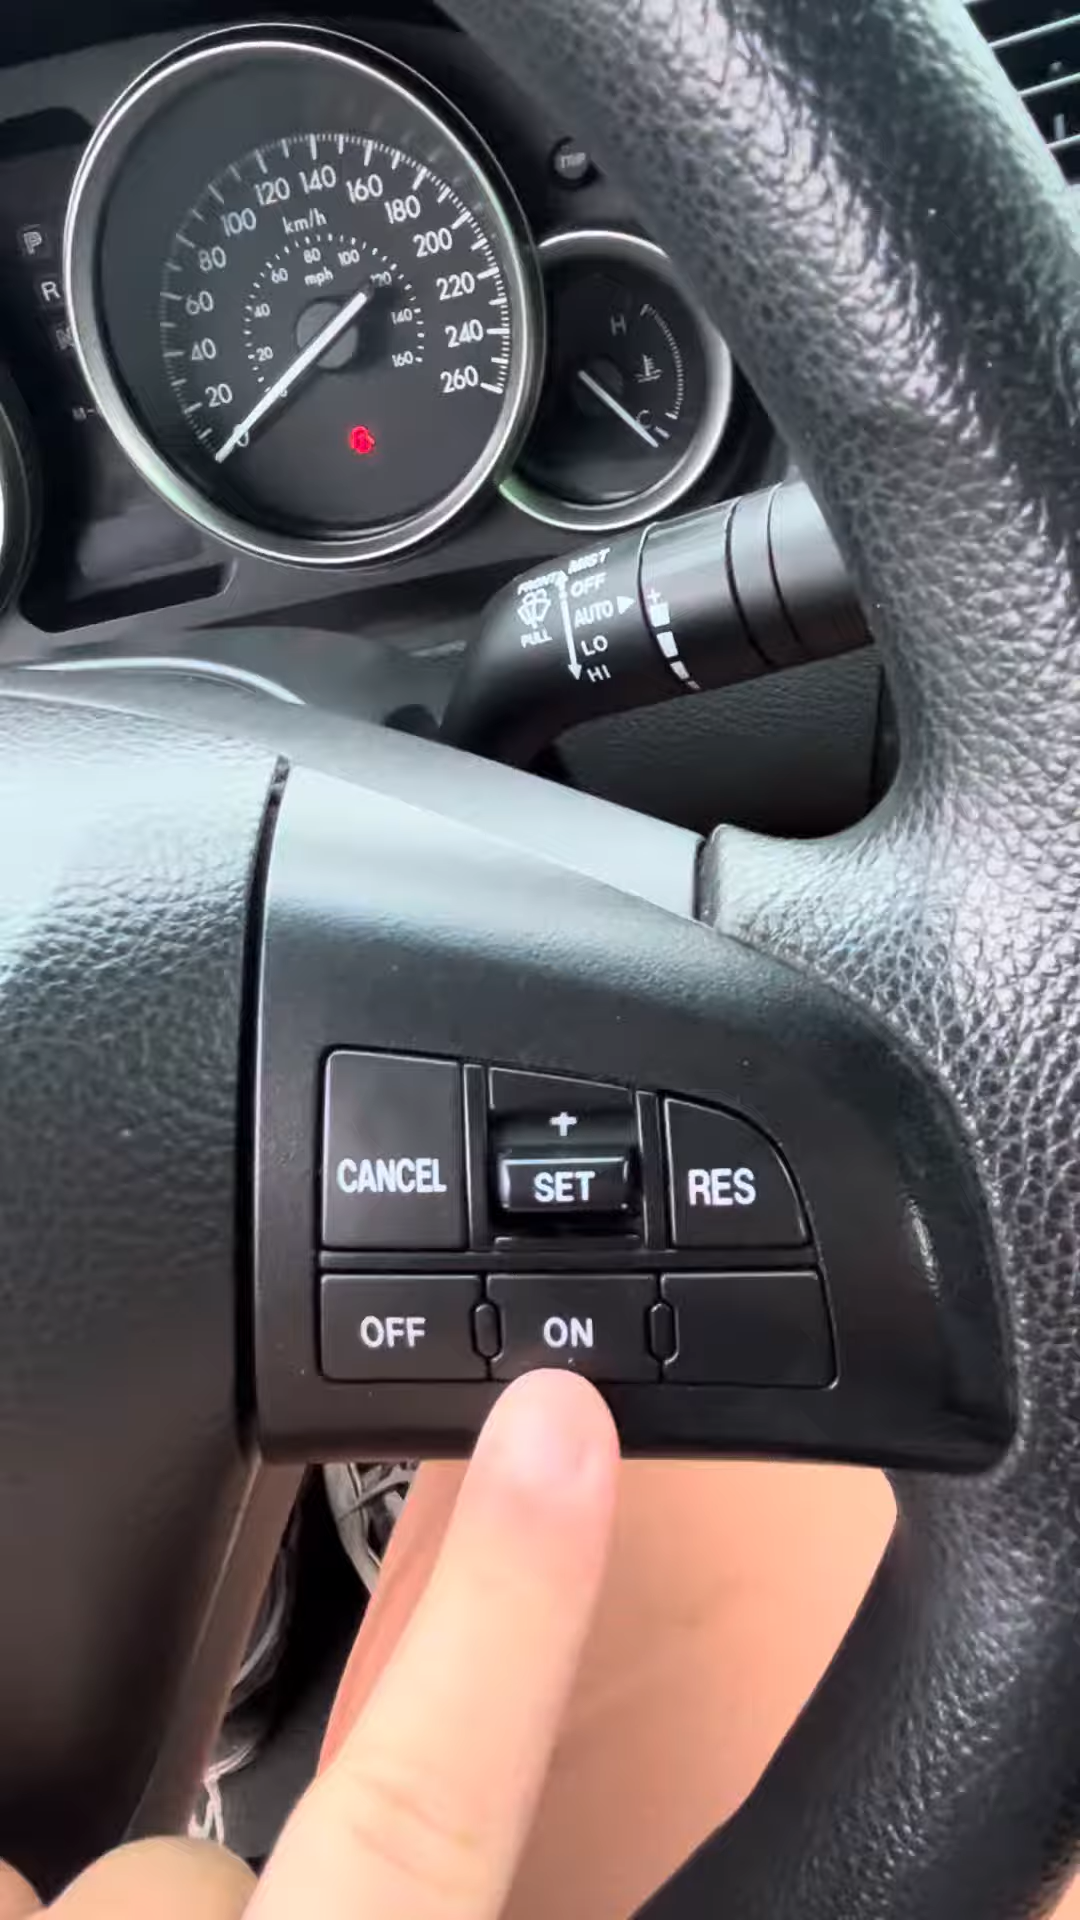 120 140 160
100 180
km/h
80 200
60 80 100 120
mph
60 220
40 140
40 20 160 240
20 260
0
P
R
TRIP
H
C
FRONT MIST
OFF
AUTO
PULL
LO
HI
+
CANCEL SET RES
OFF ON